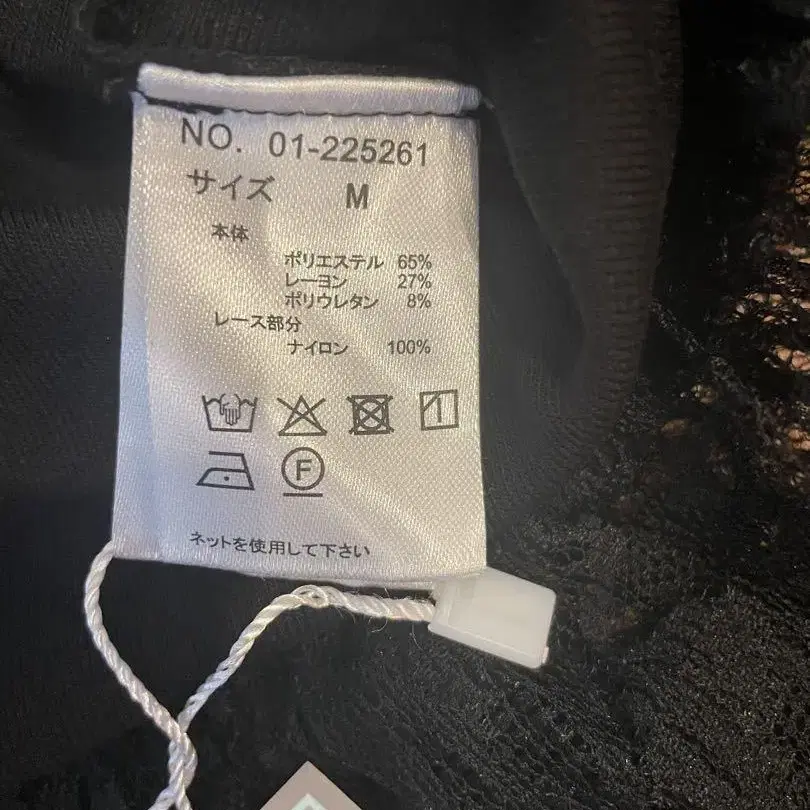 NO. 01-225261
サイズ M
本体
ポリエステル 65%
レーヨン 27%
ポリウレタン 8%
レース部分
ナイロン 100%
F
ネットを使用して下さい